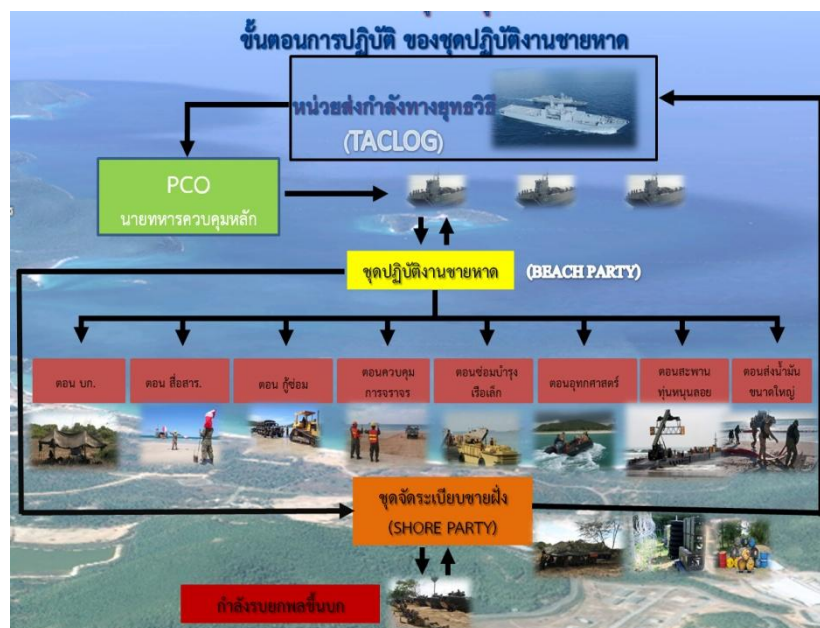 ขั้นตอนการปฏิบัติ ของชุดปฏิบัติงานชายหาด
หน่วยส่งกำลังทางยุทธวิธี
(TACLOG)
PCO
นายทหารควบคุมหลัก
ชุดปฏิบัติงานชายหาด
(BEACH PARTY)
ตอน บก.
ตอน สื่อสาร.
ตอน กู้ซ่อม
ตอนควบคุม
การจราจร
ตอนซ่อมบำรุง
เรือเล็ก
ตอนอุทกศาสตร์
ตอนสะพาน
ทุ่นหนุนลอย
ตอนส่งน้ำมัน
ขนาดใหญ่
ชุดจัดระเบียบชายฝั่ง
(SHORE PARTY)
กำลังรบยกพลขึ้นบก